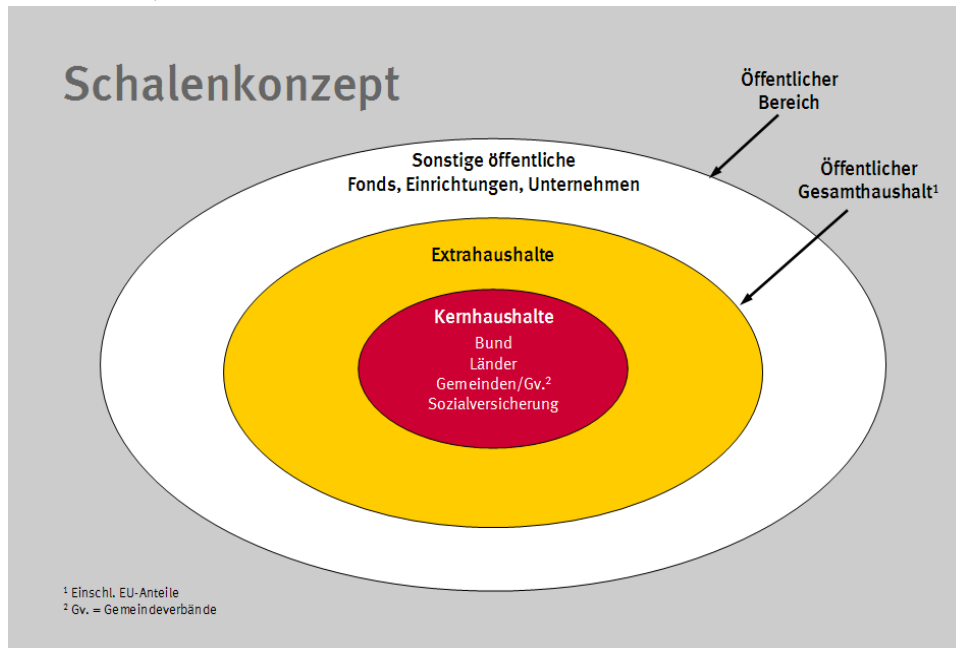 Schalenkonzept
Öffentlicher
Bereich
Öffentlicher
Gesamthaushalt¹
Sonstige öffentliche
Fonds, Einrichtungen, Unternehmen
Extrahaushalte
Kernhaushalte
Bund
Länder
Gemeinden/Gv.²
Sozialversicherung
¹ Einschl. EU-Anteile
² Gv. = Gemeindeverbände